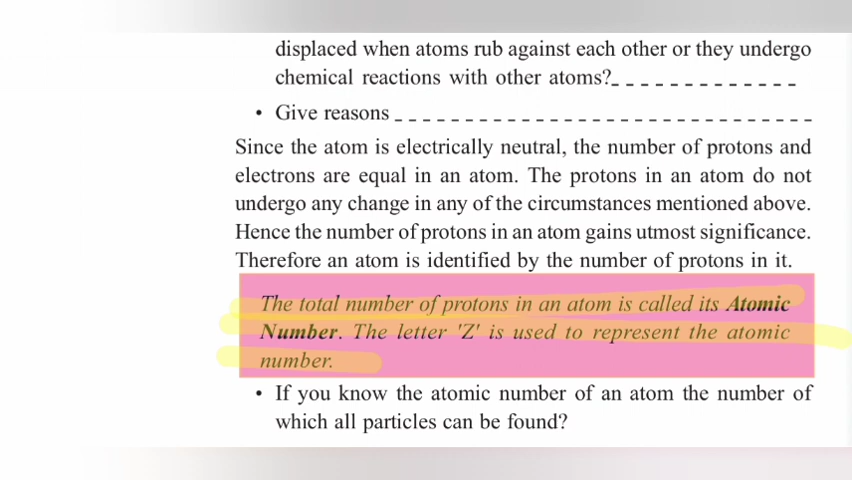 displaced when atoms rub against each other or they undergo
chemical reactions with other atoms?_ _ _ _ _ _ _ _ _ _ _ _ _
• Give reasons _ _ _ _ _ _ _ _ _ _ _ _ _ _ _ _ _ _ _ _ _ _ _ _ _ _ _ _ _ _
Since the atom is electrically neutral, the number of protons and
electrons are equal in an atom. The protons in an atom do not
undergo any change in any of the circumstances mentioned above.
Hence the number of protons in an atom gains utmost significance.
Therefore an atom is identified by the number of protons in it.
The total number of protons in an atom is called its Atomic
Number. The letter 'Z' is used to represent the atomic
number.
• If you know the atomic number of an atom the number of
which all particles can be found?